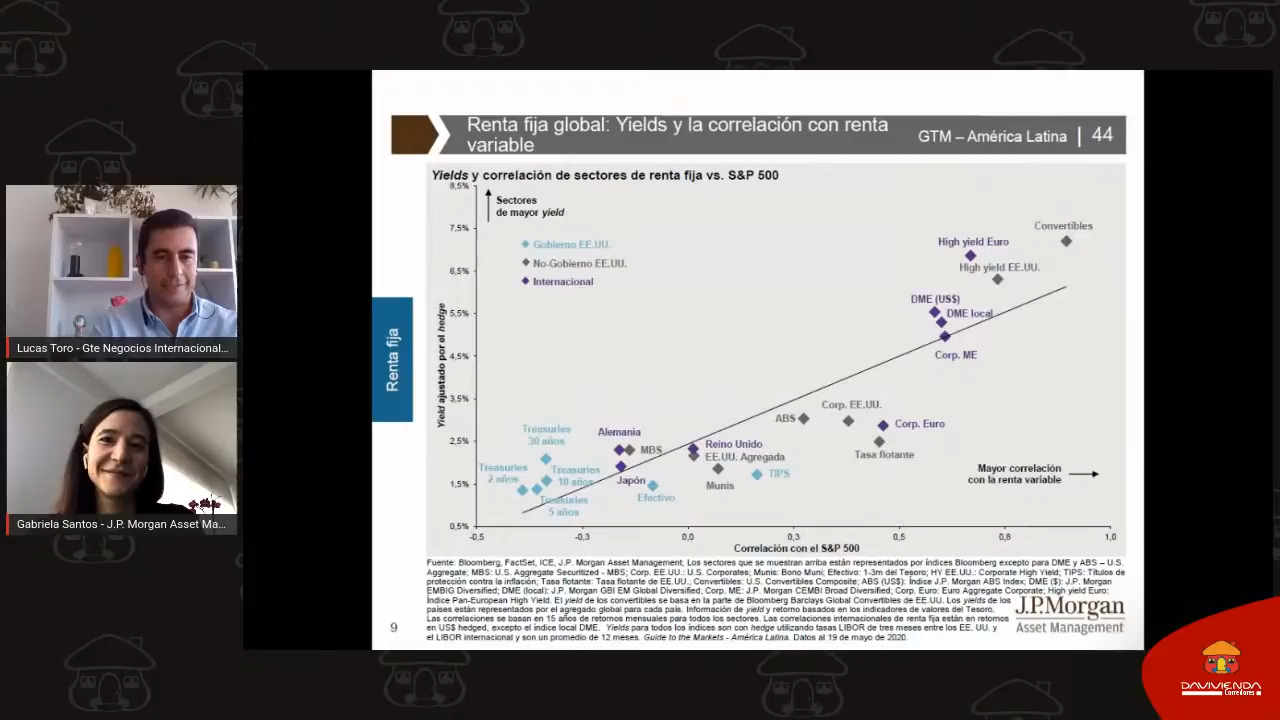 Renta fija global: Yields y la correlación con renta
variable
GTM – América Latina | 44
Yields y correlación de sectores de renta fija vs. S&P 500
8,5%
7,5%
6,5%
5,5%
4,5%
3,5%
2,5%
1,5%
0,5%
Sectores
de mayor yield
Gobierno EE.UU.
No-Gobierno EE.UU.
Internacional
Yield ajustado por el hedge
Convertibles
High yield Euro
High yield EE.UU.
DME (US$)
DME local
Corp. ME
Corp. EE.UU.
ABS
Corp. Euro
Tasa flotante
Treasuries
30 años
Alemania
MBS
Reino Unido
EE.UU. Agregada
Treasuries
2 años
Treasuries
10 años
Japón
Munis
TIPS
Efectivo
Treasuries
5 años
Mayor correlación
con la renta variable
-0,5
-0,3
0,0
0,3
0,5
0,8
1,0
Correlación con el S&P 500
Renta fija
Fuente: Bloomberg, FactSet, ICE, J.P. Morgan Asset Management; Los sectores que se muestran arriba están representados por índices Bloomberg excepto para DME y ABS – U.S.
Aggregate; MBS: U.S. Aggregate Securitized - MBS; Corp. EE.UU.: U.S. Corporates; Munis: Bono Muni; Efectivo: 1-3m del Tesoro; HY EE.UU.: Corporate High Yield; TIPS: Títulos de
protección contra la inflación; Tasa flotante: Tasa flotante de EE.UU.; Convertibles: U.S. Convertibles Composite; ABS (US$): Índice J.P. Morgan ABS Index; DME ($): J.P. Morgan
EMBIG Diversified; DME (local): J.P. Morgan GBI EM Global Diversified; Corp. ME: J.P. Morgan CEMBI Broad Diversified; Corp. Euro: Euro Aggregate Corporate; High yield Euro:
Índice Pan-European High Yield. El yield de los convertibles se basa en la parte de Bloomberg Barclays Global Convertibles de EE.UU. Los yields de los
países están representados por el agregado global para cada país. Información de yield y retorno basados en los indicadores de valores del Tesoro.
Las correlaciones se basan en 15 años de retornos mensuales para todos los sectores. Las correlaciones internacionales de renta fija están en retornos
en US$ hedged, excepto el índice local DME. Yields para todos los índices son con hedge utilizando tasas LIBOR de tres meses entre los EE. UU. y
el LIBOR internacional y son un promedio de 12 meses. Guide to the Markets - América Latina. Datos al 19 de mayo de 2020.
J.P.Morgan
Asset Management
9
Lucas Toro - Gte Negocios Internacional...
Gabriela Santos - J.P. Morgan Asset Ma...
DAVIVIENDA
Corredores